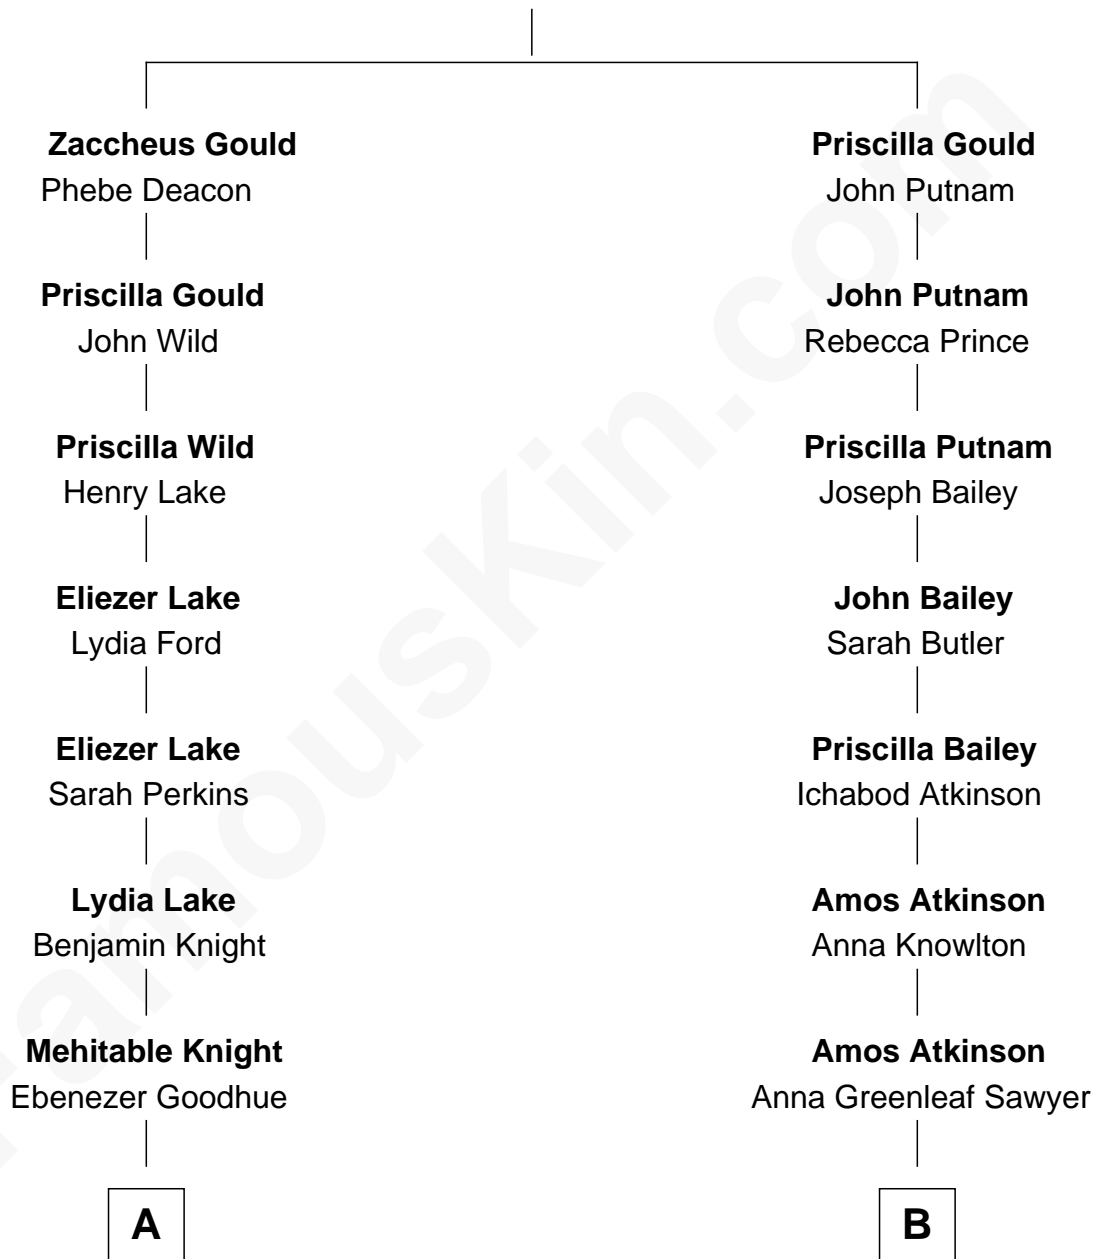 Zaccheus Gould
Phebe Deacon
Priscilla Gould
John Wild
Priscilla Wild
Henry Lake
Eliezer Lake
Lydia Ford
Eliezer Lake
Sarah Perkins
Lydia Lake
Benjamin Knight
Mehitable Knight
Ebenezer Goodhue
A
Priscilla Gould
John Putnam
John Putnam
Rebecca Prince
Priscilla Putnam
Joseph Bailey
John Bailey
Sarah Butler
Priscilla Bailey
Ichabod Atkinson
Amos Atkinson
Anna Knowlton
Amos Atkinson
Anna Greenleaf Sawyer
B
FamousKin.com